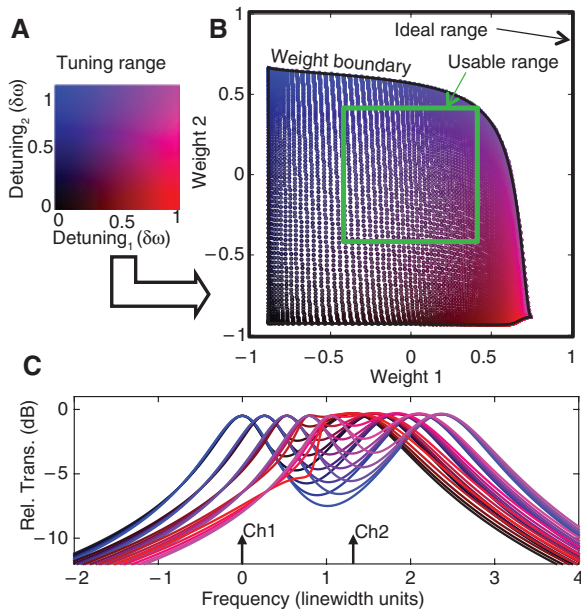 A
Tuning range
Detuning₂ (δω)
1
0.5
0
0 0.5 1
Detuning₁ (δω)
B
Ideal range
Weight boundary
Usable range
Weight 2
1
0.5
0
−0.5
−1
−1 −0.5 0 0.5 1
Weight 1
C
Rel. Trans. (dB)
0
−5
−10
Ch1
Ch2
−2 −1 0 1 2 3 4
Frequency (linewidth units)